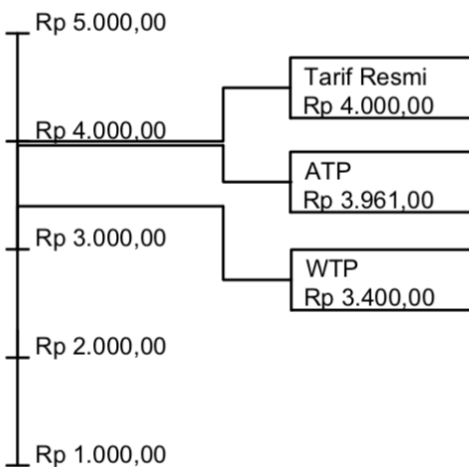 Rp 5.000,00
Tarif Resmi
Rp 4.000,00
Rp 4.000,00
ATP
Rp 3.961,00
Rp 3.000,00
WTP
Rp 3.400,00
Rp 2.000,00
Rp 1.000,00